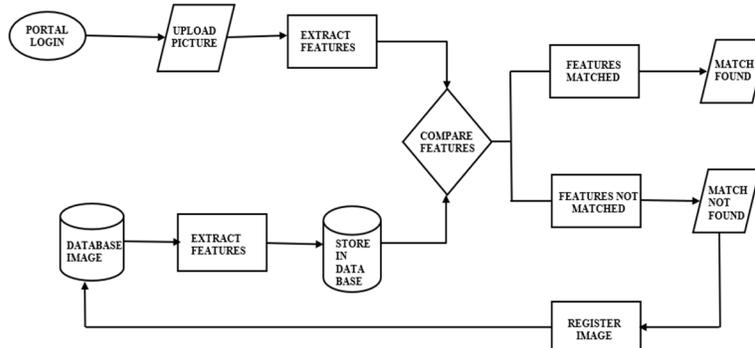 PORTAL
LOGIN
UPLOAD
PICTURE
EXTRACT
FEATURES
COMPARE
FEATURES
FEATURES
MATCHED
MATCH
FOUND
FEATURES NOT
MATCHED
MATCH
NOT
FOUND
DATABASE
IMAGE
EXTRACT
FEATURES
STORE
IN
DATA
BASE
REGISTER
IMAGE